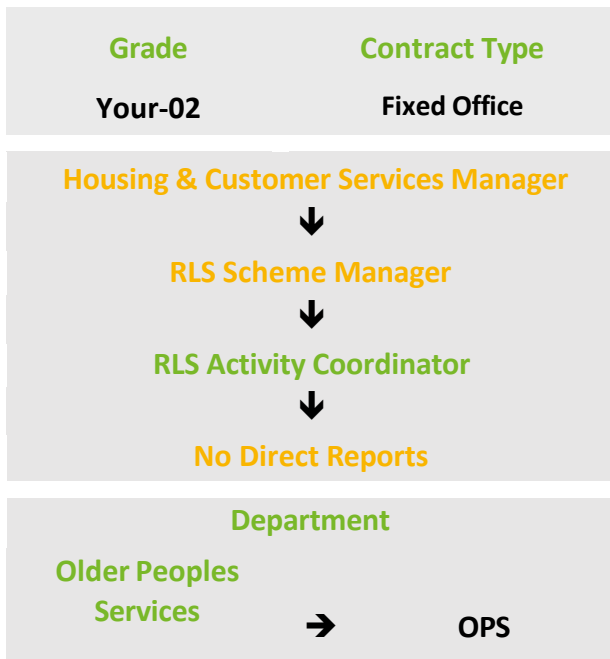 Grade Contract Type
Your-02 Fixed Office
Housing & Customer Services Manager
↓
RLS Scheme Manager
↓
RLS Activity Coordinator
↓
No Direct Reports
Department
Older Peoples
Services → OPS